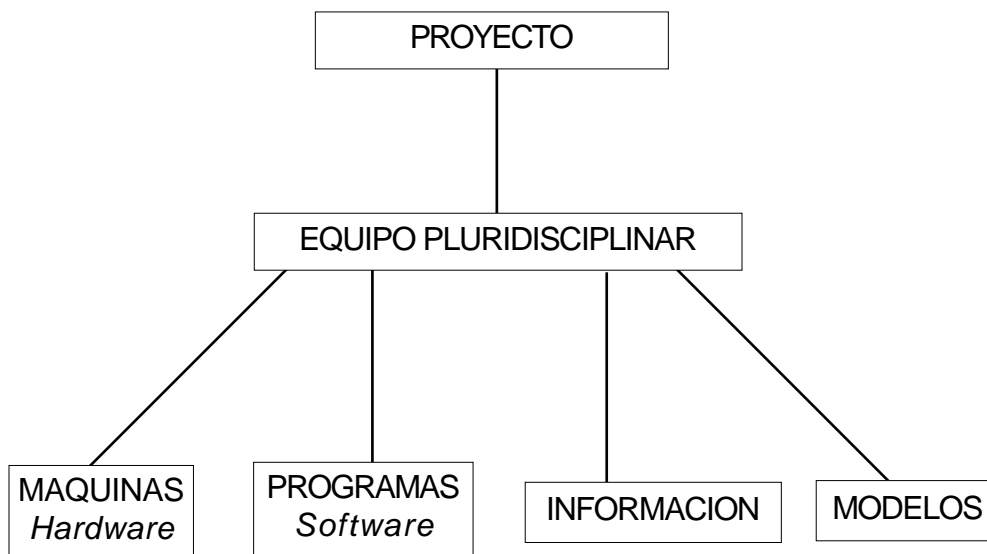 PROYECTO
EQUIPO PLURIDISCIPLINAR
MAQUINAS
Hardware
PROGRAMAS
Software
INFORMACION
MODELOS